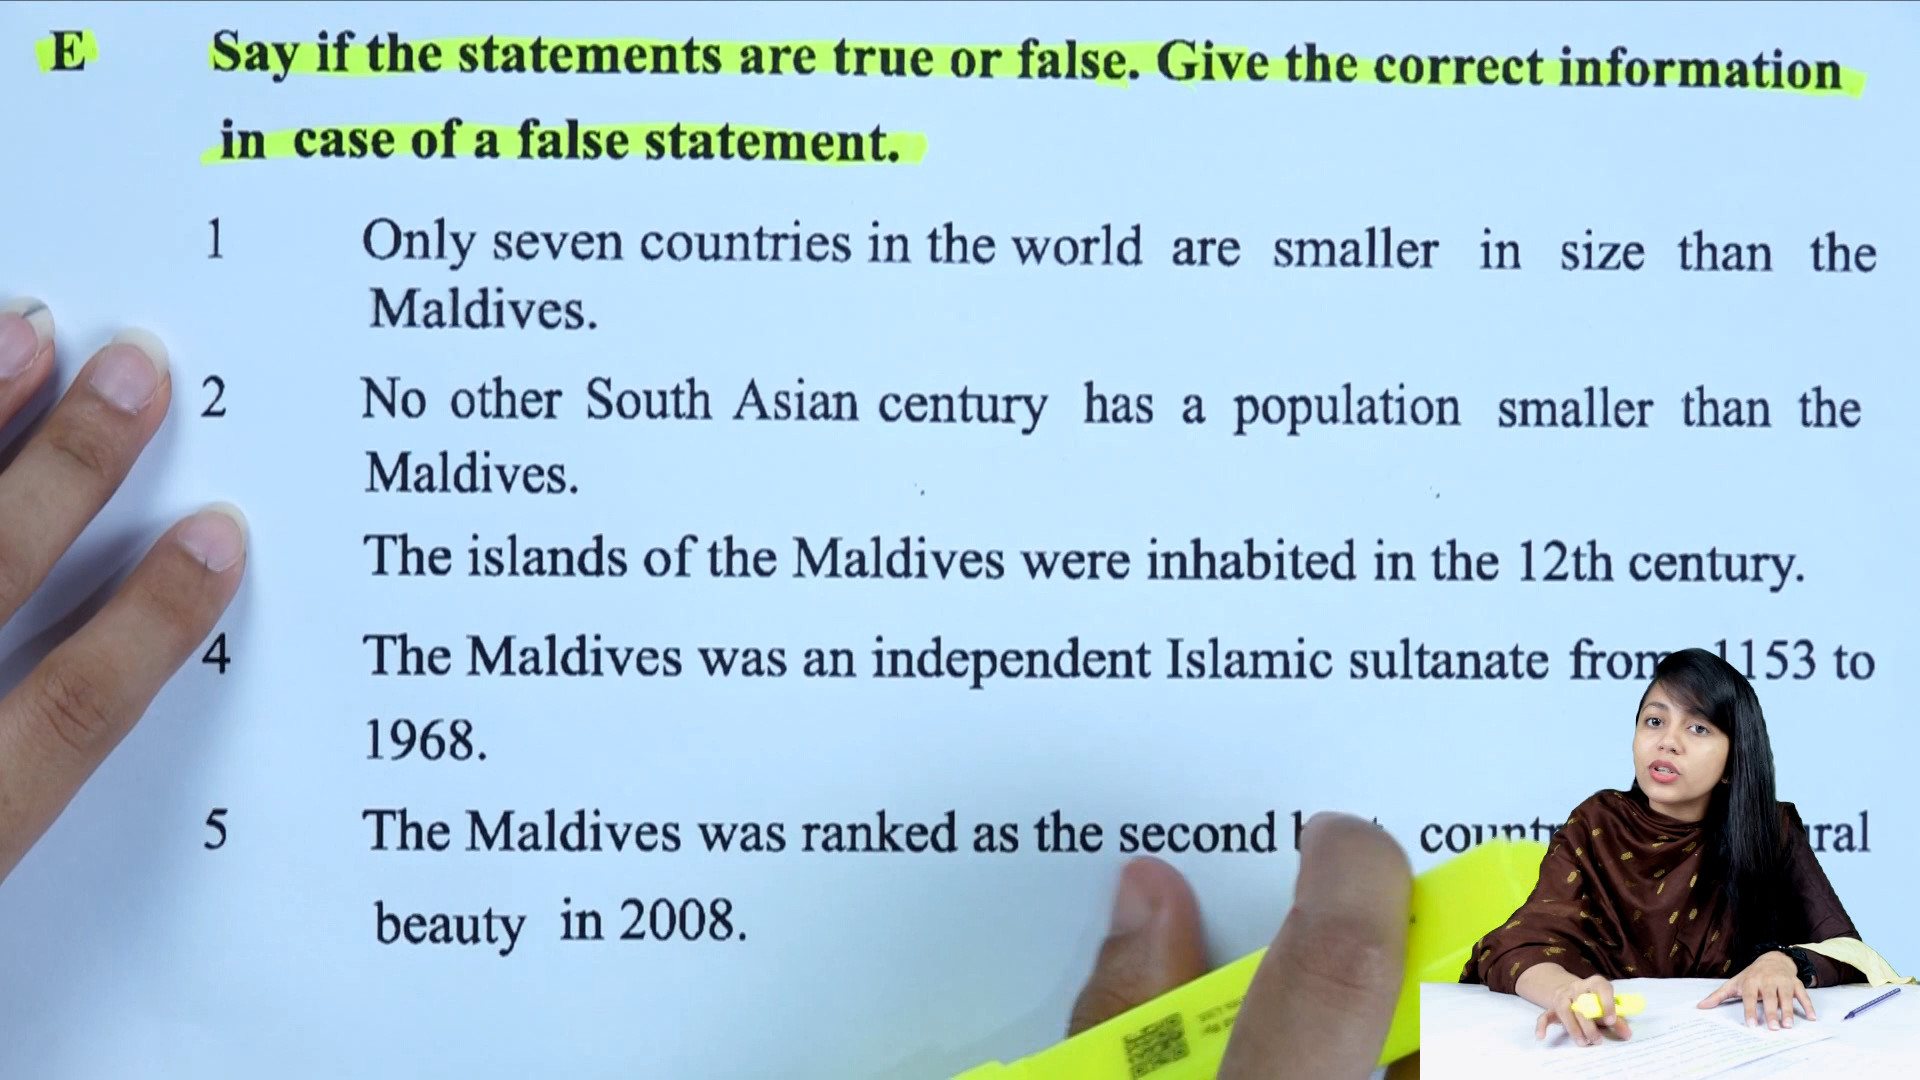 E Say if the statements are true or false. Give the correct information
in case of a false statement.
1 Only seven countries in the world are smaller in size than the
Maldives.
2 No other South Asian century has a population smaller than the
Maldives.
The islands of the Maldives were inhabited in the 12th century.
4 The Maldives was an independent Islamic sultanate from 1153 to
1968.
5 The Maldives was ranked as the second
beauty in 2008.